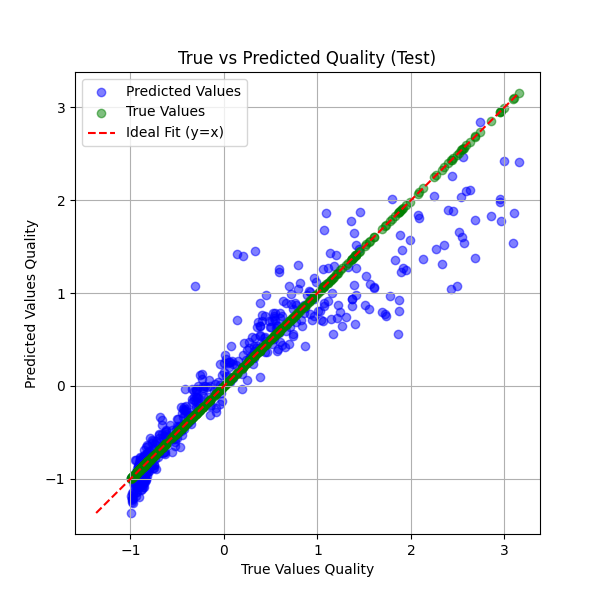 True vs Predicted Quality (Test)
Predicted Values
True Values
Ideal Fit (y=x)
Predicted Values Quality
3
2
1
0
−1
−1 0 1 2 3
True Values Quality